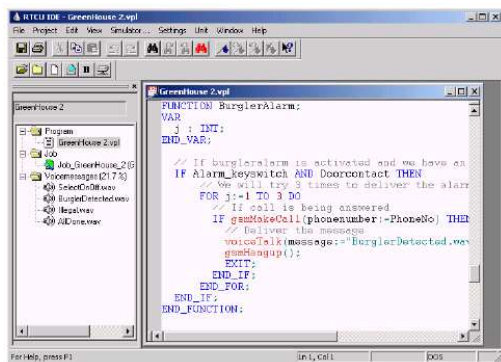 RTCU IDE - GreenHouse 2.vpl
File Project Edit View Simulator... Settings Unit Window Help
GreenHouse 2
Program
GreenHouse 2.vpl
Job
Job_GreenHouse_2 (G
Voicemessages (21.7 %)
SelectOnOff.wav
BurglerDetected.wav
Illegal.wav
AllDone.wav
GreenHouse 2.vpl
FUNCTION BurglerAlarm;
VAR
j : INT;
END_VAR;
// If burglaralarm is activated and we have an
IF Alarm_keyswitch AND Doorcontact THEN
// We will try 3 times to deliver the alar
FOR j:=1 TO 3 DO
// If call is being answered
IF gsmMakeCall(phonenumber:=PhoneNo) THEN
// Deliver the message
voiceTalk(message:="BurglerDetected.wav
gsmHangup();
EXIT;
END_IF;
END_FOR;
END_IF;
END_FUNCTION;
For Help, press F1
Ln 1, Col 1
DOS